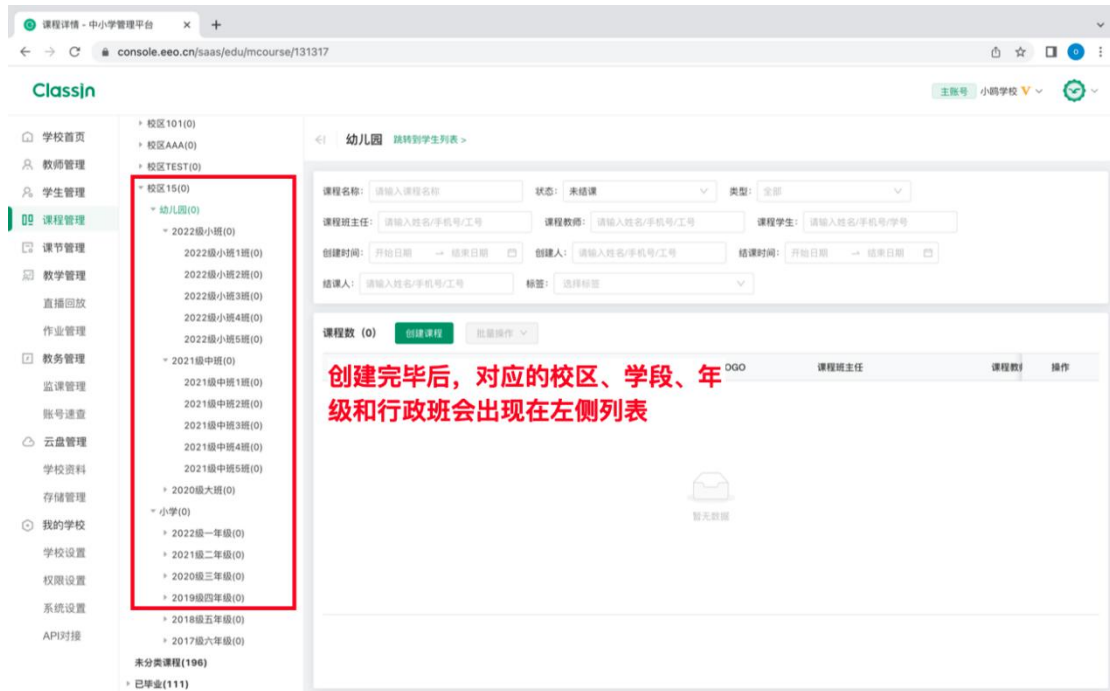 课程详情 - 中小学管理平台
console.eeo.cn/saas/edu/mcourse/131317
ClassIn
主账号 小鸥学校 V
学校首页
教师管理
学生管理
课程管理
课节管理
教学管理
直播回放
作业管理
教务管理
监课管理
账号速查
云盘管理
学校资料
存储管理
我的学校
学校设置
权限设置
系统设置
API对接
校区101(0)
校区AAA(0)
校区TEST(0)
校区15(0)
幼儿园(0)
2022级小班(0)
2022级小班1班(0)
2022级小班2班(0)
2022级小班3班(0)
2022级小班4班(0)
2022级小班5班(0)
2021级中班(0)
2021级中班1班(0)
2021级中班2班(0)
2021级中班3班(0)
2021级中班4班(0)
2021级中班5班(0)
2020级大班(0)
小学(0)
2022级一年级(0)
2021级二年级(0)
2020级三年级(0)
2019级四年级(0)
2018级五年级(0)
2017级六年级(0)
未分类课程(196)
已毕业(111)
幼儿园 跳转到学生列表 >
课程名称: 请输入课程名称 状态: 未结课 类型: 全部
课程班主任: 请输入姓名/手机号/工号 课程教师: 请输入姓名/手机号/工号 课程学生: 请输入姓名/手机号/学号
创建时间: 开始日期 → 结束日期 创建人: 请输入姓名/手机号/工号 结课时间: 开始日期 → 结束日期
结课人: 请输入姓名/手机号/工号 标签: 选择标签
课程数 (0) 创建课程 批量操作
OGO 课程班主任 课程教 操作
创建完毕后，对应的校区、学段、年
级和行政班会出现在左侧列表
暂无数据